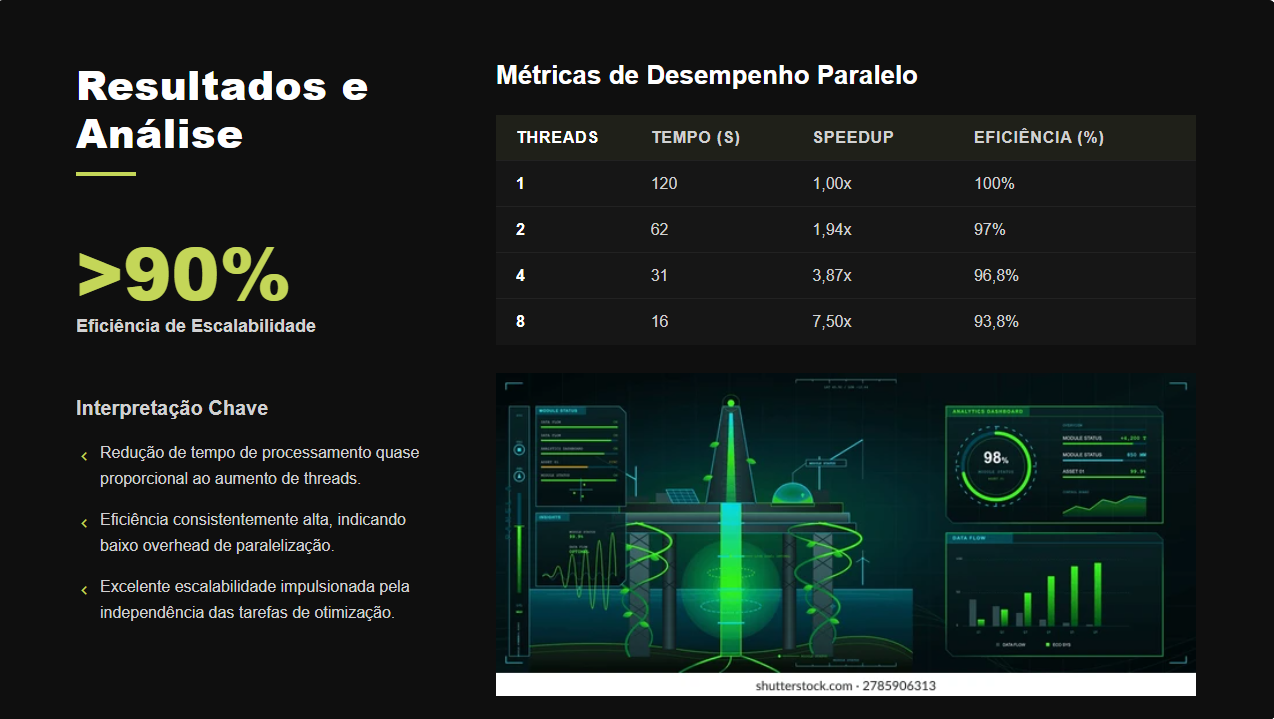 Resultados e
Análise
>90%
Eficiência de Escalabilidade
Interpretação Chave
Redução de tempo de processamento quase
proporcional ao aumento de threads.
Eficiência consistentemente alta, indicando
baixo overhead de paralelização.
Excelente escalabilidade impulsionada pela
independência das tarefas de otimização.
Métricas de Desempenho Paralelo
THREADS TEMPO (S) SPEEDUP EFICIÊNCIA (%)
1 120 1,00x 100%
2 62 1,94x 97%
4 31 3,87x 96,8%
8 16 7,50x 93,8%
MODULE STATUS
INSIGHTS
ANALYTICS DASHBOARD
98%
MODULE STATUS
MODULE STATUS
ASSET 01
DATA FLOW
DATA FLOW
shutterstock.com · 2785906313